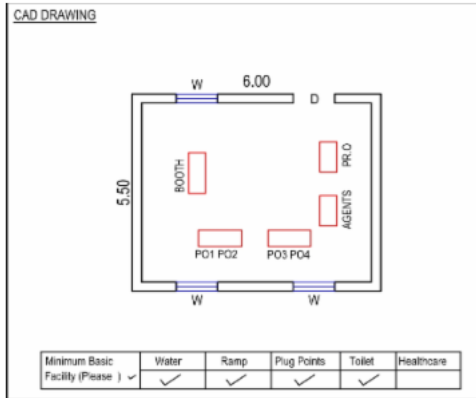 CAD DRAWING
W
6.00
D
5.50
BOOTH
PR.O
AGENTS
PO1 PO2
PO3 PO4
W
W
Minimum Basic Facility (Please ✓)
Water
Ramp
Plug Points
Toilet
Healthcare
✓
✓
✓
✓